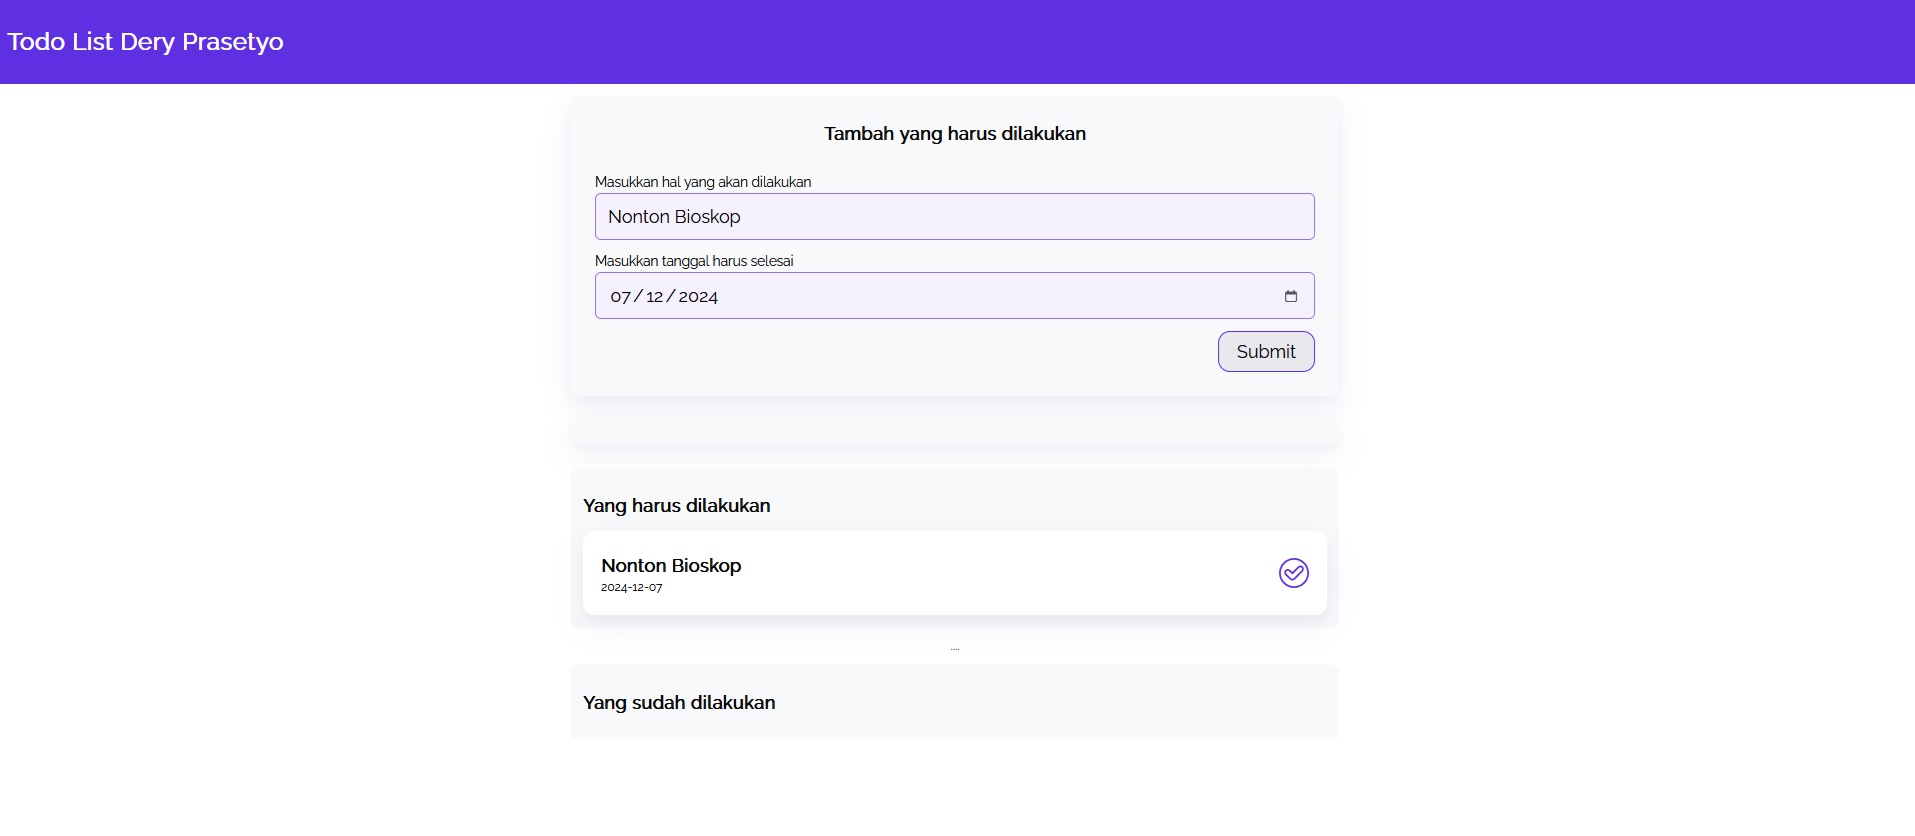 Todo List Dery Prasetyo
Tambah yang harus dilakukan
Masukkan hal yang akan dilakukan
Nonton Bioskop
Masukkan tanggal harus selesai
07/12/2024
Submit
Yang harus dilakukan
Nonton Bioskop
2024-12-07
....
Yang sudah dilakukan